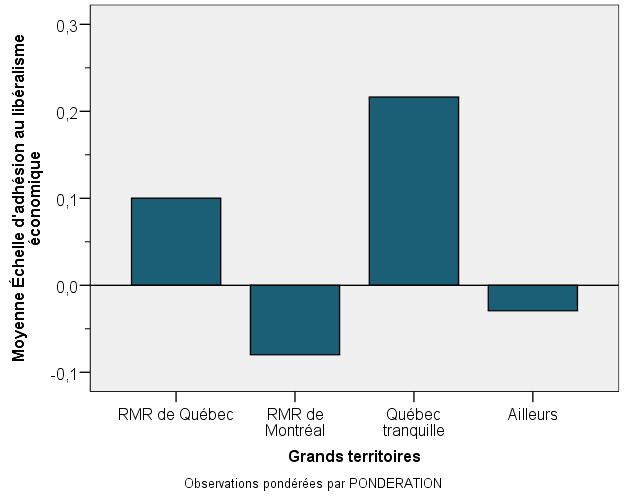 Moyenne Échelle d'adhésion au libéralisme
économique
0,3
0,2
0,1
0,0
-0,1
RMR de Québec
RMR de
Montréal
Québec
tranquille
Ailleurs
Grands territoires
Observations pondérées par PONDERATION